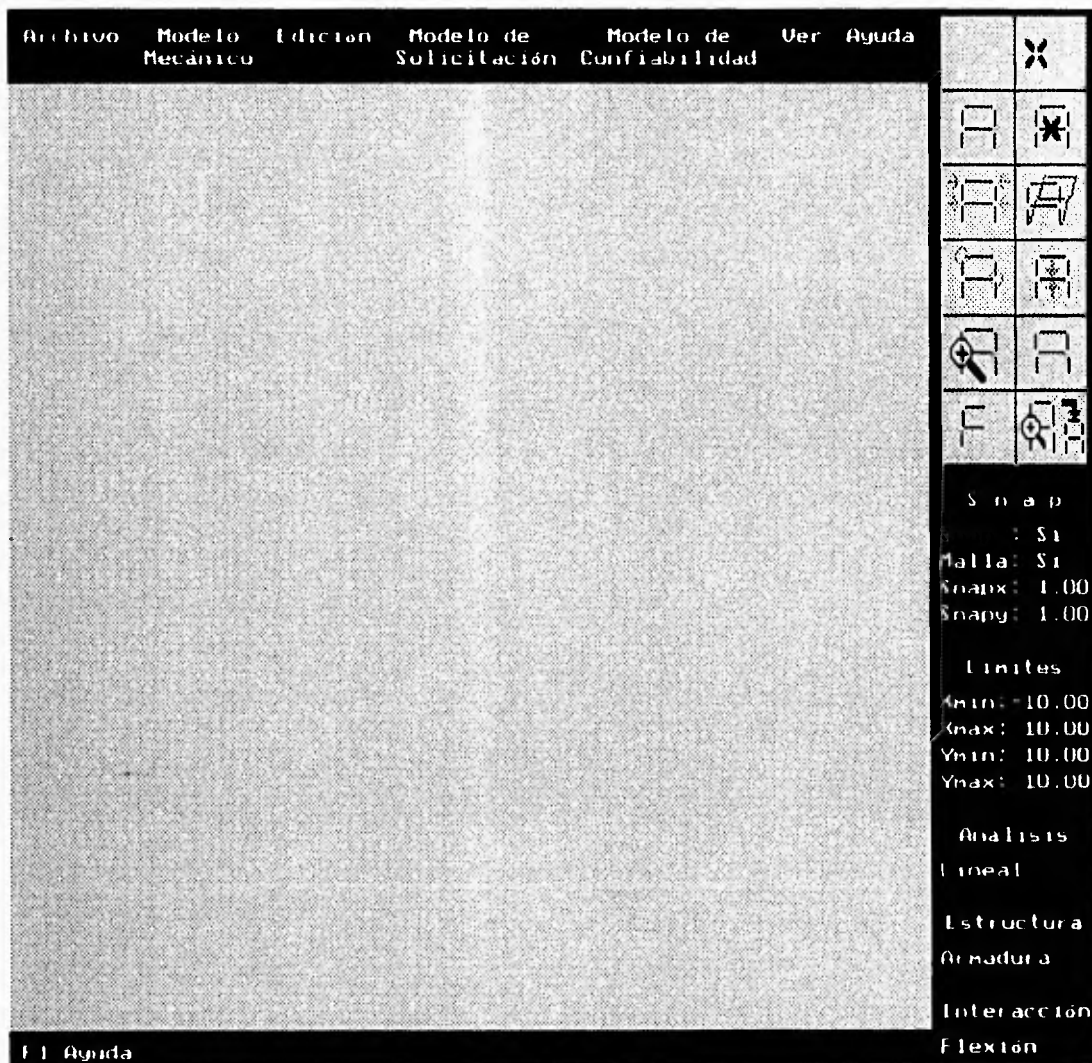 Archivo Modelo Mecánico Edición Modelo de Solicitación Modelo de Confiabilidad Ver Ayuda
Snap
: Si
Malla: Si
Snapx: 1.00
Snapy: 1.00
Limites
Xmin: -10.00
Xmax: 10.00
Ymin: 10.00
Ymax: 10.00
Analisis
Lineal
Estructura
Armadura
Interacción
Flexión
F1 Ayuda